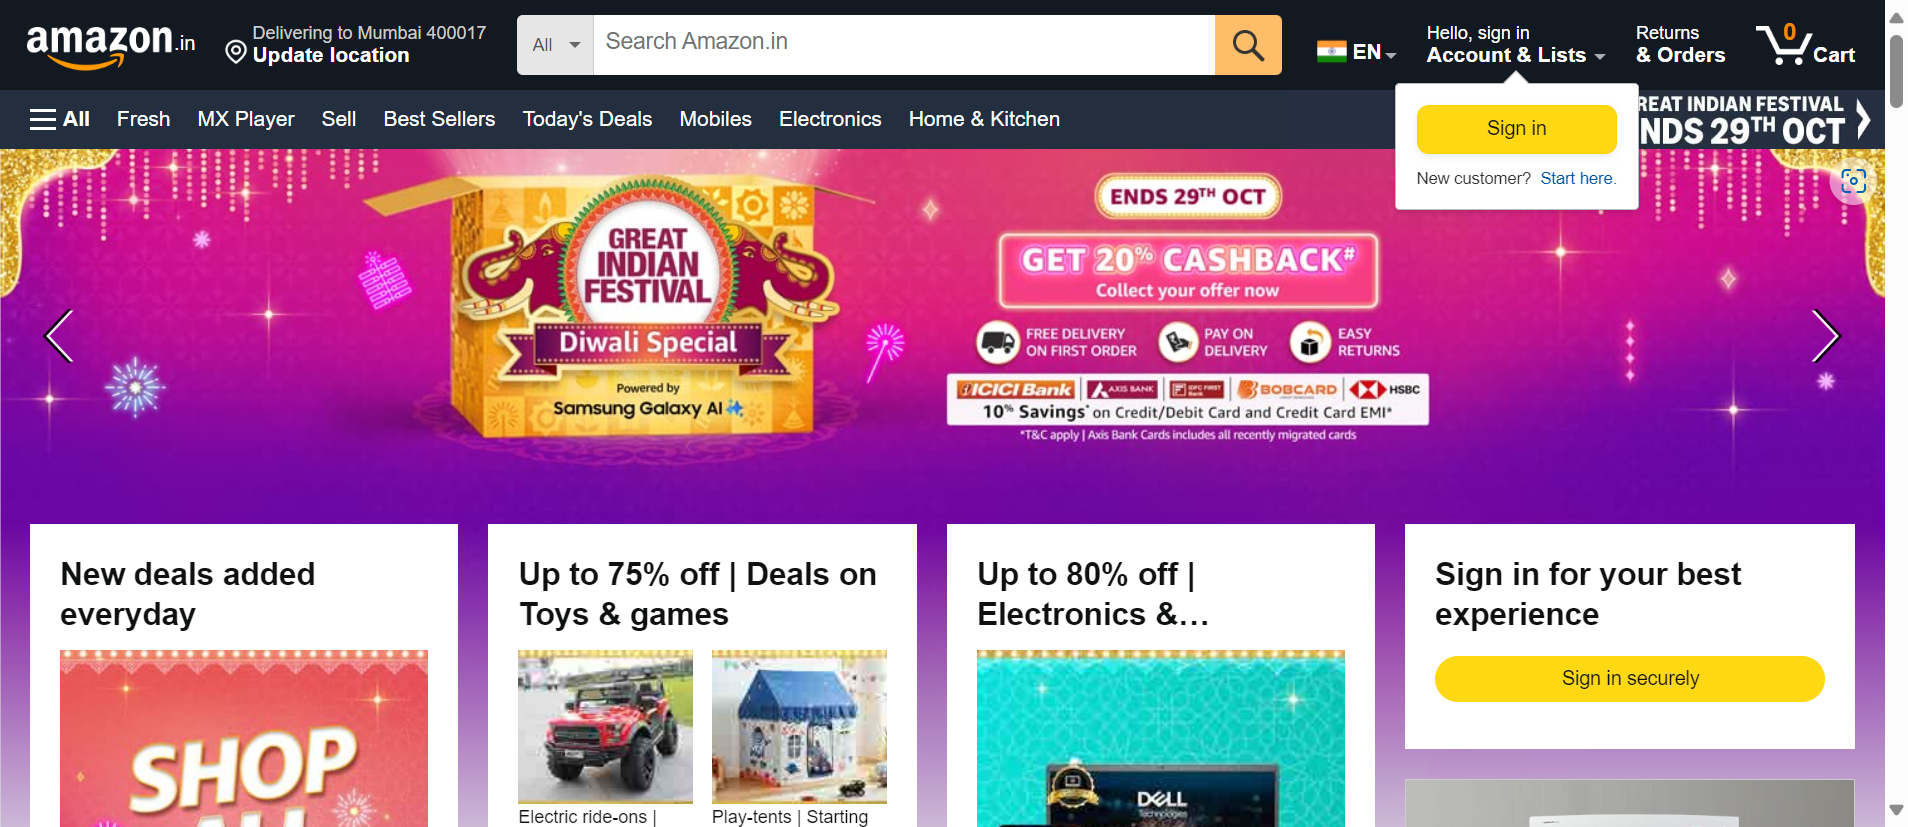 amazon.in
Delivering to Mumbai 400017
Update location
All
Search Amazon.in
EN
Hello, sign in
Account & Lists
Returns
& Orders
0
Cart
All
Fresh
MX Player
Sell
Best Sellers
Today's Deals
Mobiles
Electronics
Home & Kitchen
REAT INDIAN FESTIVAL
NDS 29TH OCT
Sign in
New customer? Start here.
GREAT
INDIAN
FESTIVAL
Diwali Special
Powered by
Samsung Galaxy AI
ENDS 29TH OCT
GET 20% CASHBACK#
Collect your offer now
FREE DELIVERY
ON FIRST ORDER
PAY ON
DELIVERY
EASY
RETURNS
ICICI Bank
AXIS BANK
IDFC FIRST
Bank
BOBCARD
HSBC
10% Savings* on Credit/Debit Card and Credit Card EMI*
*T&C apply | Axis Bank Cards includes all recently migrated cards
New deals added
everyday
SHOP
ALL
Up to 75% off | Deals on
Toys & games
Electric ride-ons |
Play-tents | Starting
Up to 80% off |
Electronics &...
DELL
Technologies
Sign in for your best
experience
Sign in securely